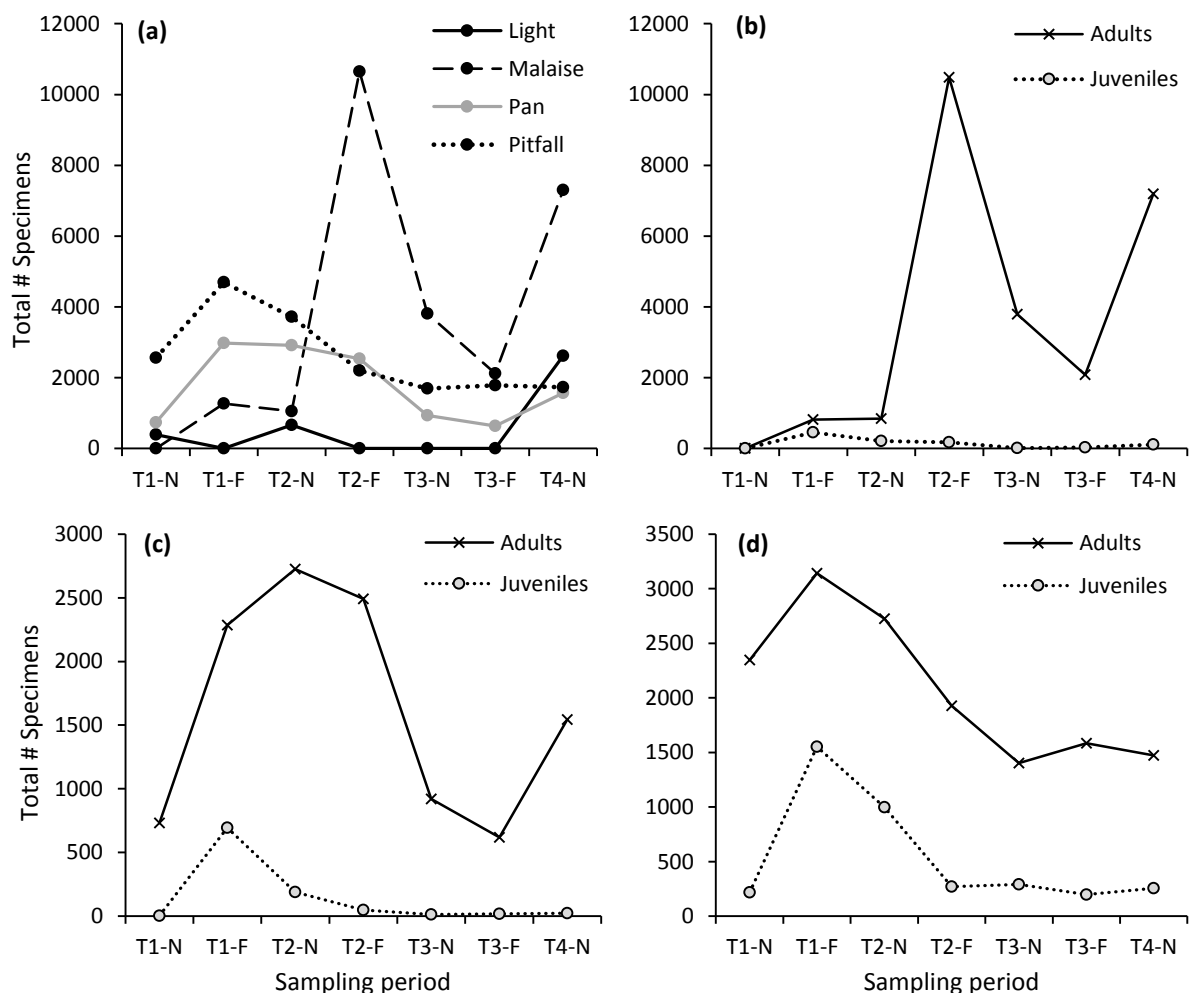 (a)
Light
Malaise
Pan
Pitfall
12000
10000
8000
6000
4000
2000
0
Total # Specimens
T1-N T1-F T2-N T2-F T3-N T3-F T4-N
(b)
Adults
Juveniles
12000
10000
8000
6000
4000
2000
0
T1-N T1-F T2-N T2-F T3-N T3-F T4-N
(c)
Adults
Juveniles
3000
2500
2000
1500
1000
500
0
Total # Specimens
T1-N T1-F T2-N T2-F T3-N T3-F T4-N
Sampling period
(d)
Adults
Juveniles
3500
3000
2500
2000
1500
1000
500
0
T1-N T1-F T2-N T2-F T3-N T3-F T4-N
Sampling period